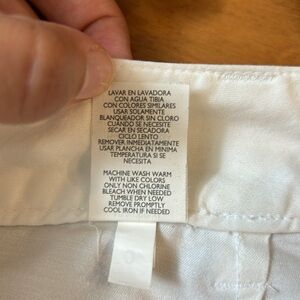 LAVAR EN LAVADORA
CON AGUA TIBIA
CON COLORES SIMILARES
USAR SOLAMENTE
BLANQUEADOR SIN CLORO
CUANDO SE NECESITE
SECAR EN SECADORA
CICLO LENTO
REMOVER INMEDIATAMENTE
USAR PLANCHA EN MINIMA
TEMPERATURA SI SE
NECESITA
MACHINE WASH WARM
WITH LIKE COLORS
ONLY NON CHLORINE
BLEACH WHEN NEEDED
TUMBLE DRY LOW
REMOVE PROMPTLY
COOL IRON IF NEEDED